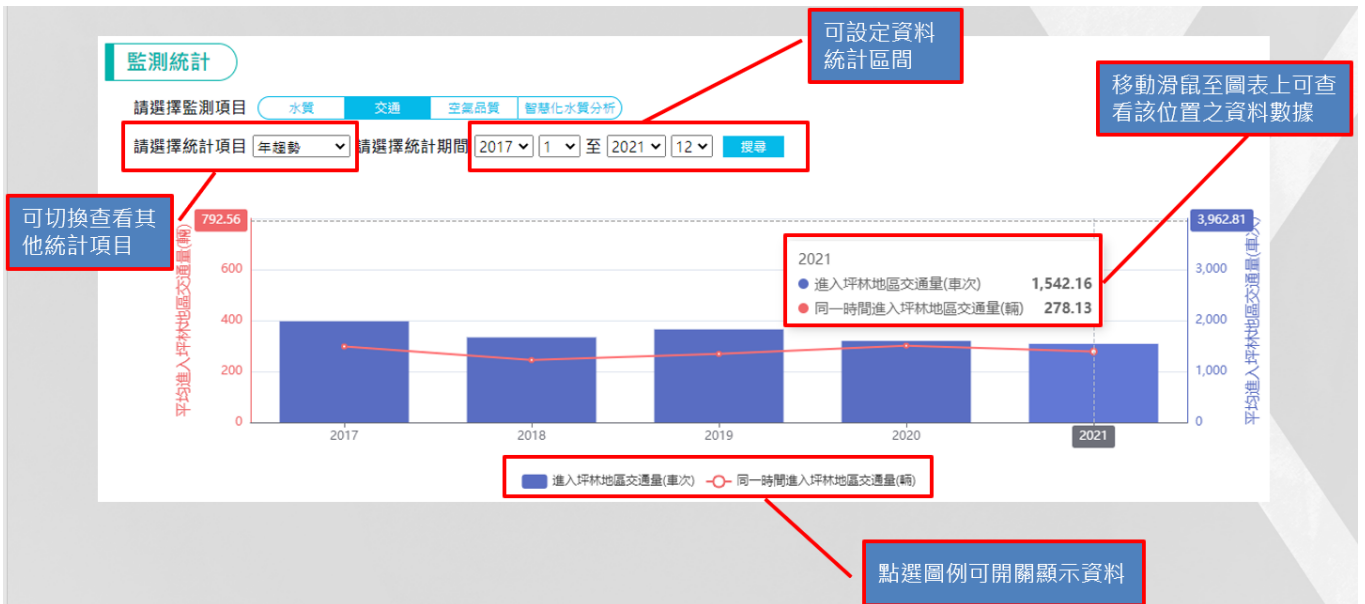 可設定資料
統計區間
監測統計
移動滑鼠至圖表上可查
看該位置之資料數據
請選擇監測項目 水質 交通 空氣品質 智慧化水質分析
請選擇統計項目 年趨勢 請選擇統計期間 2017 1 至 2021 12 搜尋
可切換查看其
他統計項目
792.56
3,962.81
平均進入坪林地區交通量(輛)
平均進入坪林地區交通量(車次)
600
3,000
400
2,000
200
1,000
0
0
2021
進入坪林地區交通量(車次) 1,542.16
同一時間進入坪林地區交通量(輛) 278.13
2017 2018 2019 2020 2021
進入坪林地區交通量(車次) 同一時間進入坪林地區交通量(輛)
點選圖例可開關顯示資料